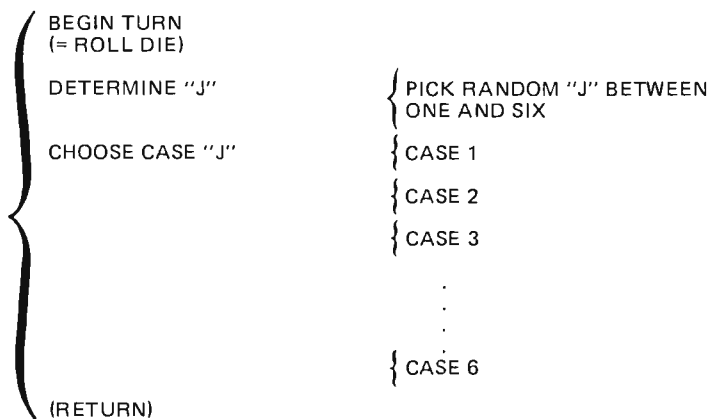 BEGIN TURN
(= ROLL DIE)
DETERMINE "J"
PICK RANDOM "J" BETWEEN
ONE AND SIX
CHOOSE CASE "J"
CASE 1
CASE 2
CASE 3
CASE 6
(RETURN)